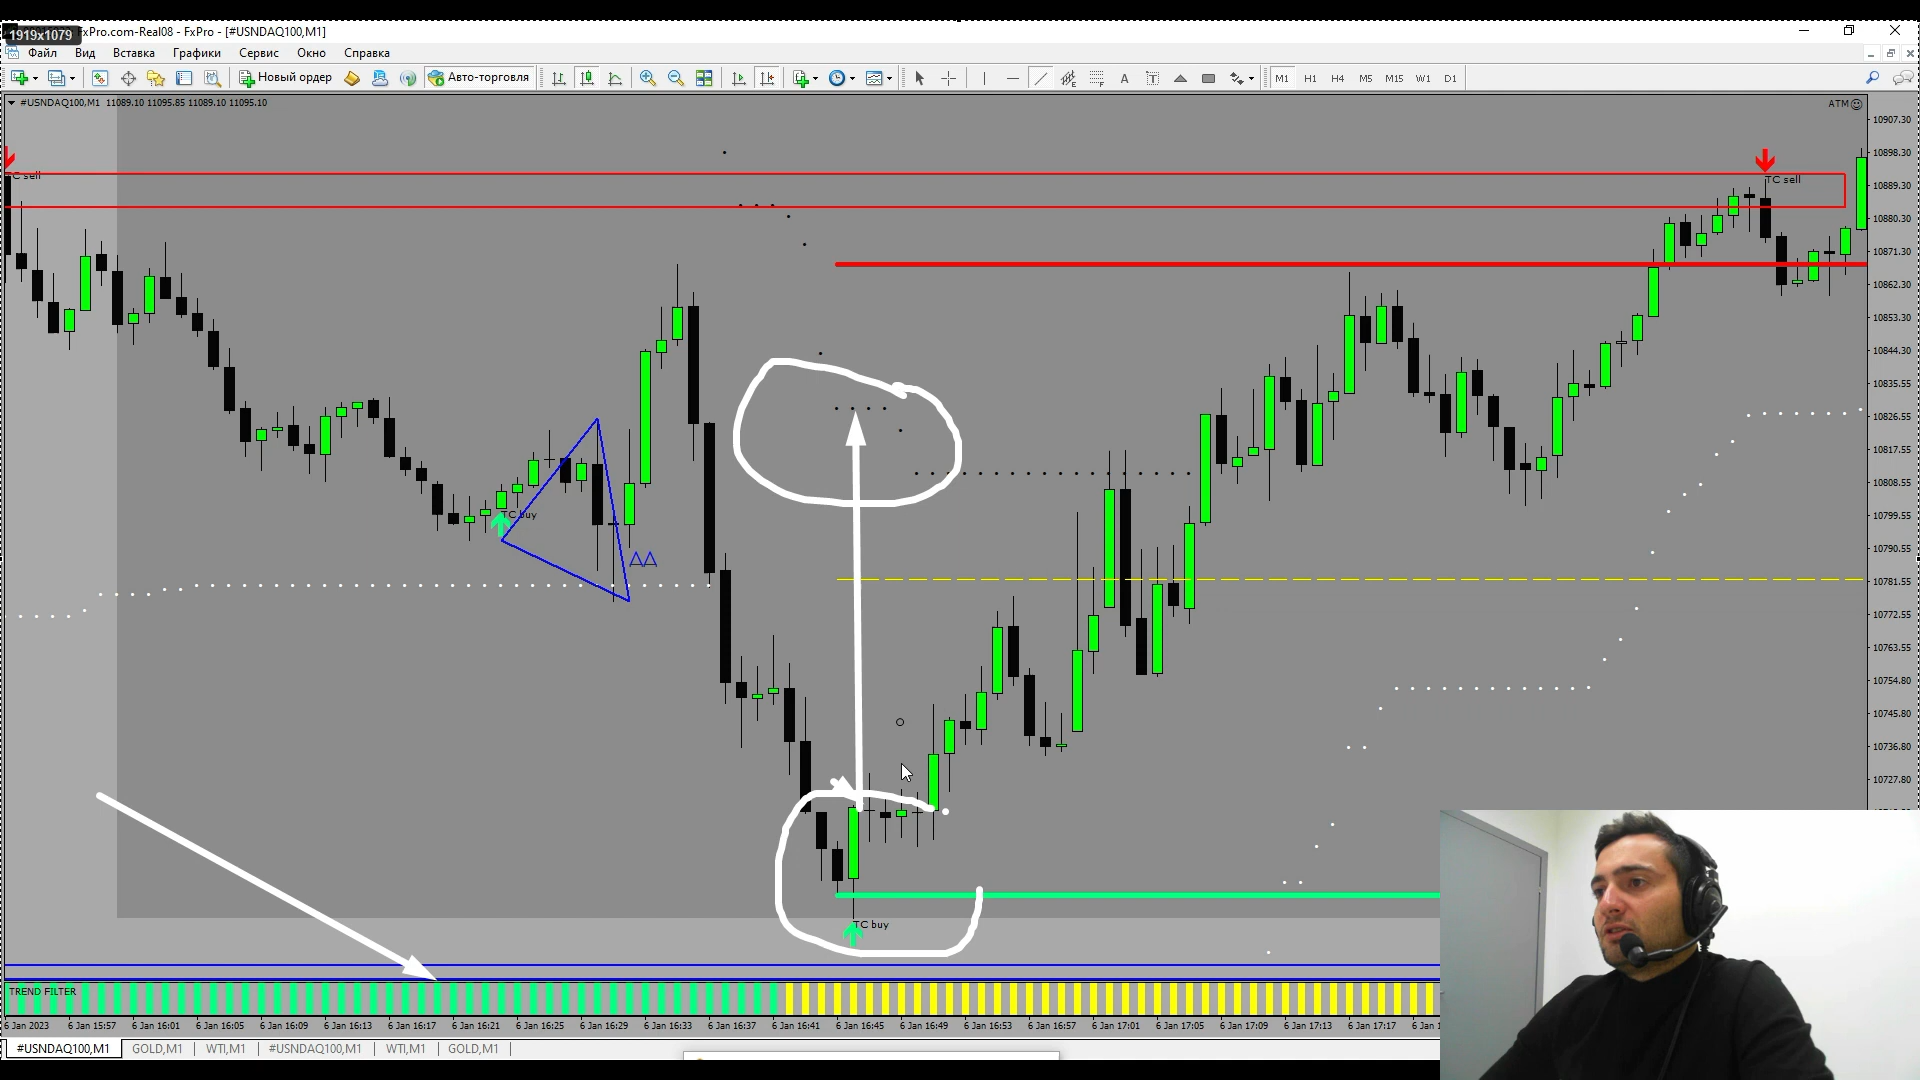 1919x1079
FxPro.com-Real08 - FxPro - [#USNDAQ100,M1]
Файл Вид Вставка Графики Сервис Окно Справка
Новый ордер Авто-торговля A T M1 H1 H4 M5 M15 W1 D1
#USNDAQ100,M1 11089.10 11095.85 11089.10 11095.10
ATM
10907.30
10898.30
10889.30
10880.30
10871.30
10862.30
10853.30
10844.30
10835.55
10826.55
10817.55
10808.55
10799.55
10790.55
10781.55
10772.55
10763.55
10754.80
10745.80
10736.80
10727.80
TC sell
TC sell
TC buy
TC buy
TREND FILTER
6 Jan 2023 6 Jan 15:57 6 Jan 16:01 6 Jan 16:05 6 Jan 16:09 6 Jan 16:13 6 Jan 16:17 6 Jan 16:21 6 Jan 16:25 6 Jan 16:29 6 Jan 16:33 6 Jan 16:37 6 Jan 16:41 6 Jan 16:45 6 Jan 16:49 6 Jan 16:53 6 Jan 16:57 6 Jan 17:01 6 Jan 17:05 6 Jan 17:09 6 Jan 17:13 6 Jan 17:17 6 Jan 1
#USNDAQ100,M1 GOLD,M1 WTI,M1 #USNDAQ100,M1 WTI,M1 GOLD,M1